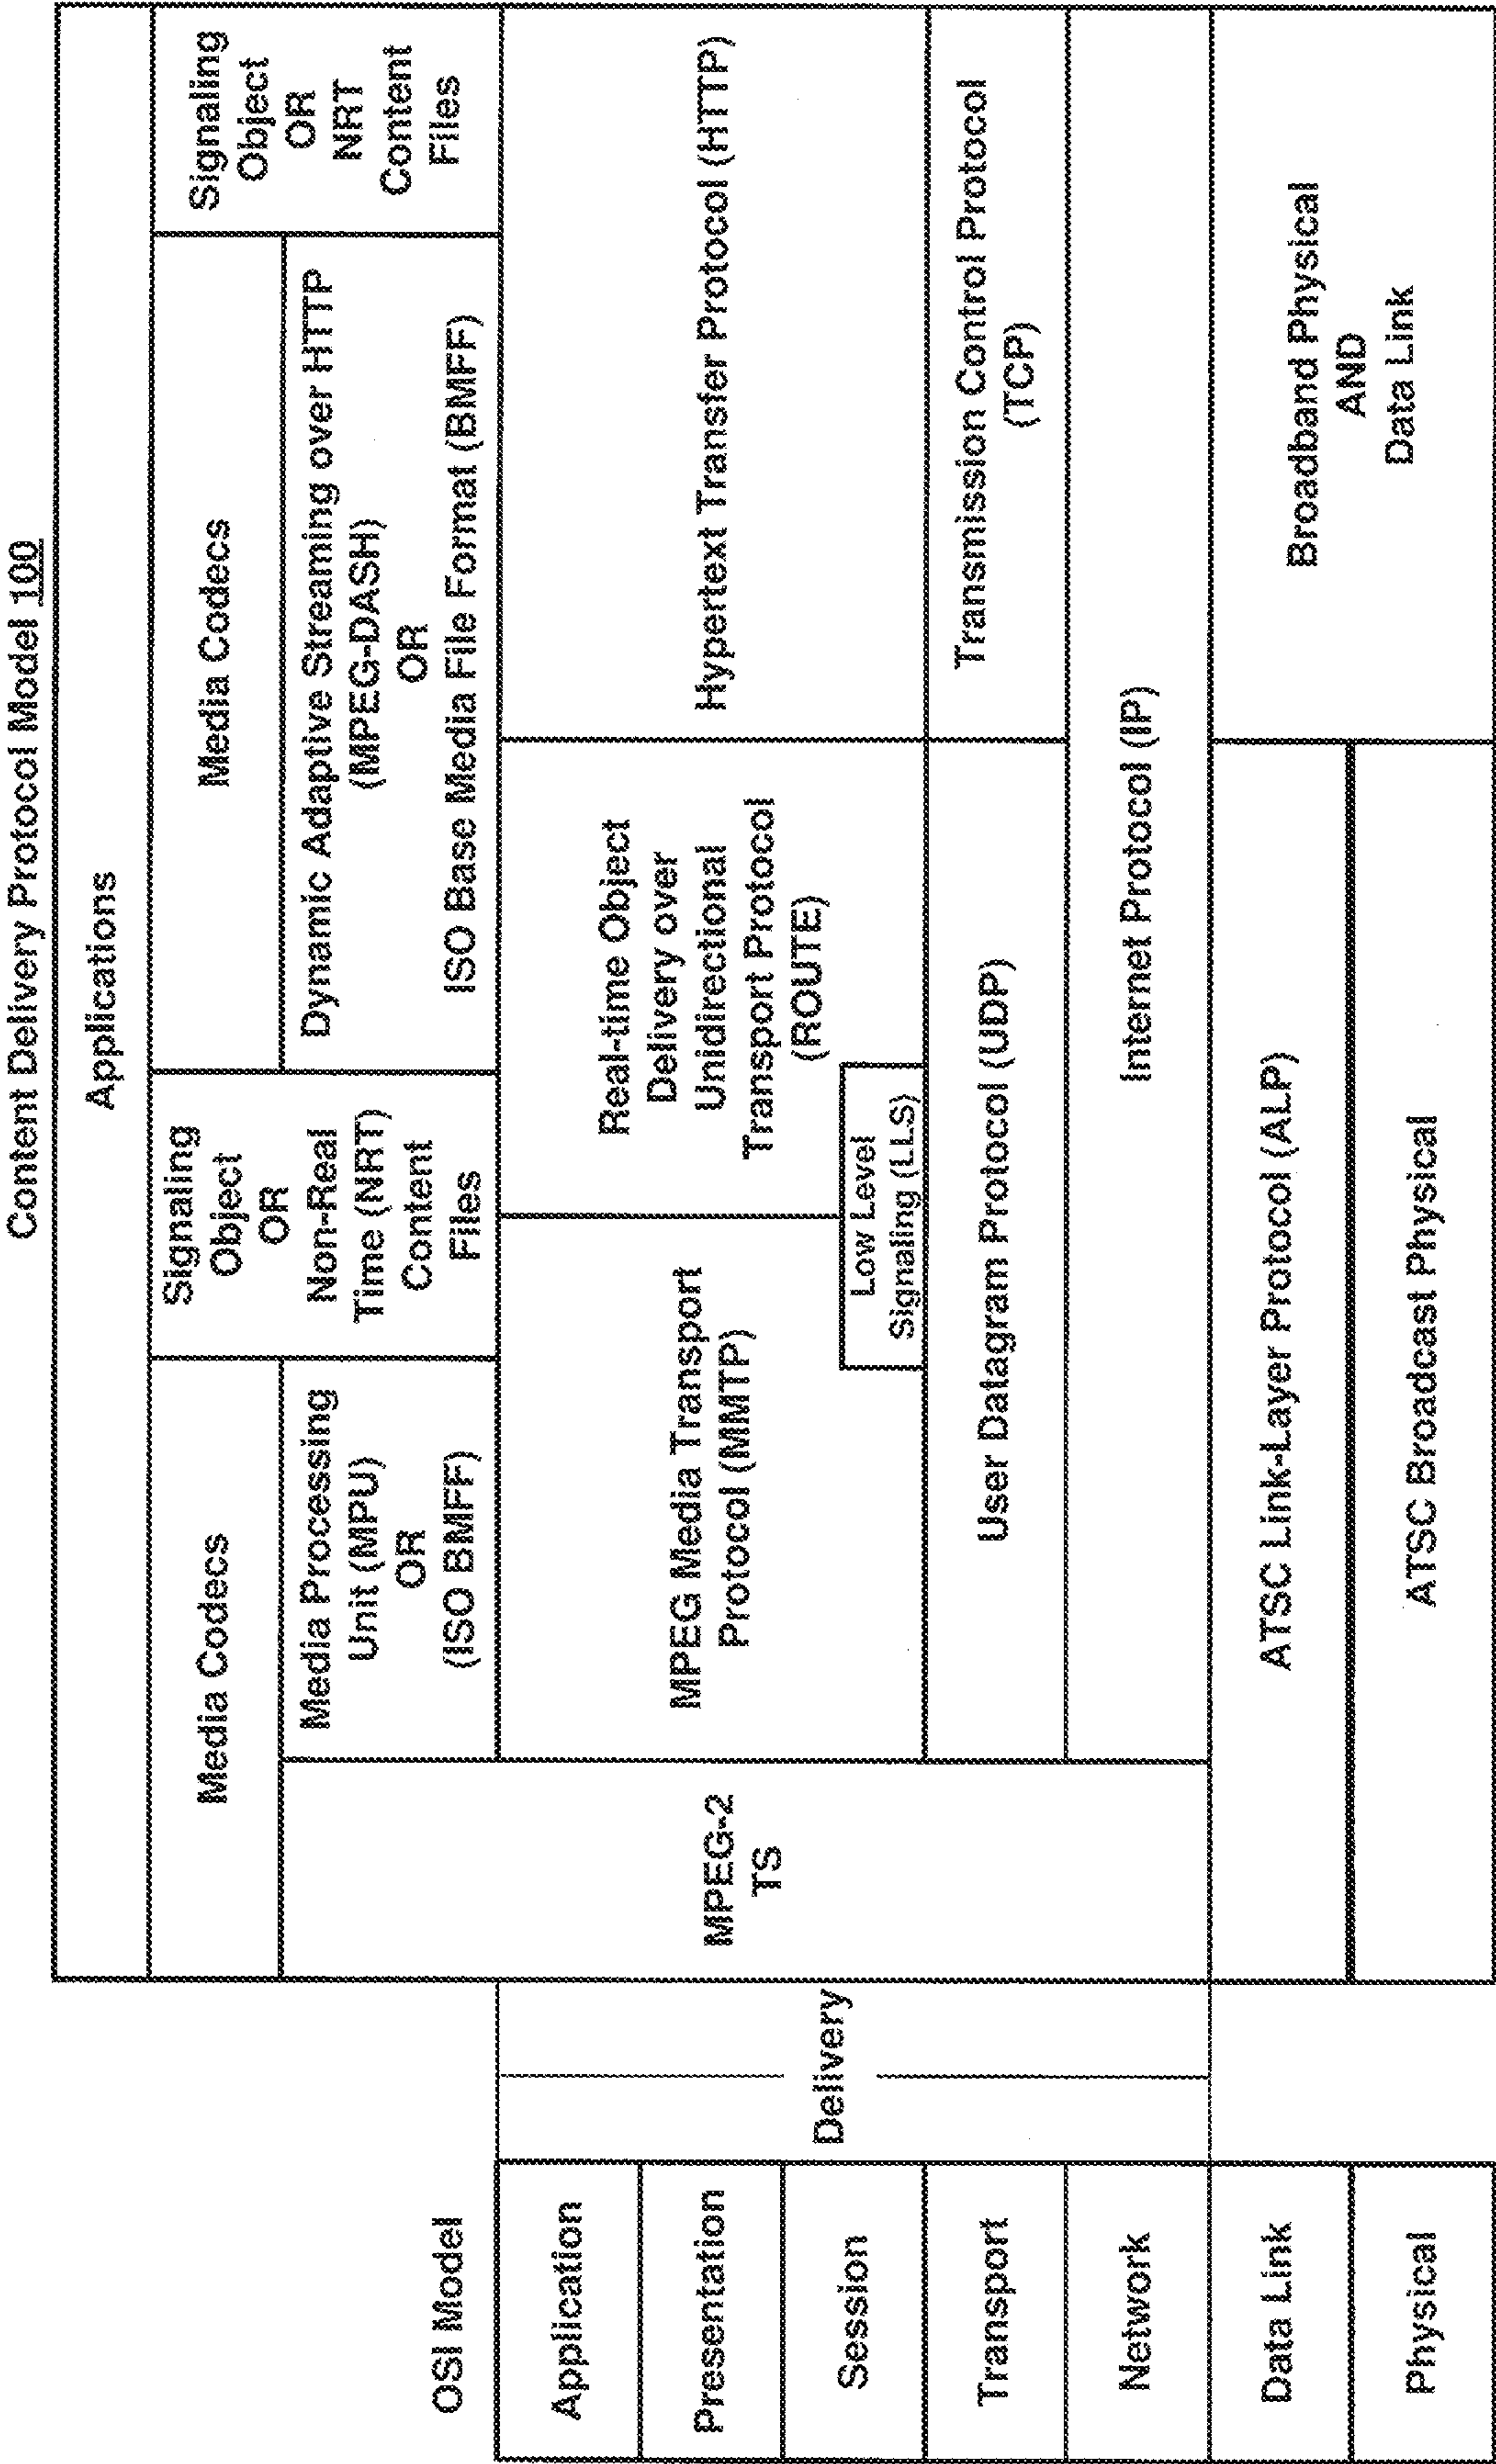 Content Delivery Protocol Model 100
Applications
Media Codecs
Signaling
Object
OR
Non-Real
Time (NRT)
Content
Files
Media Codecs
Signaling
Object
OR
NRT
Content
Files
Media Processing
Unit (MPU)
OR
(ISO BMFF)
Dynamic Adaptive Streaming over HTTP
(MPEG-DASH)
OR
ISO Base Media File Format (BMFF)
MPEG-2
TS
MPEG Media Transport
Protocol (MMTP)
Real-time Object
Delivery over
Unidirectional
Transport Protocol
(ROUTE)
Hypertext Transfer Protocol (HTTP)
Low Level
Signaling (LLS)
User Datagram Protocol (UDP)
Transmission Control Protocol
(TCP)
Internet Protocol (IP)
ATSC Link-Layer Protocol (ALP)
Broadband Physical
AND
Data Link
ATSC Broadcast Physical
OSI Model
Application
Presentation
Session
Transport
Network
Data Link
Physical
Delivery